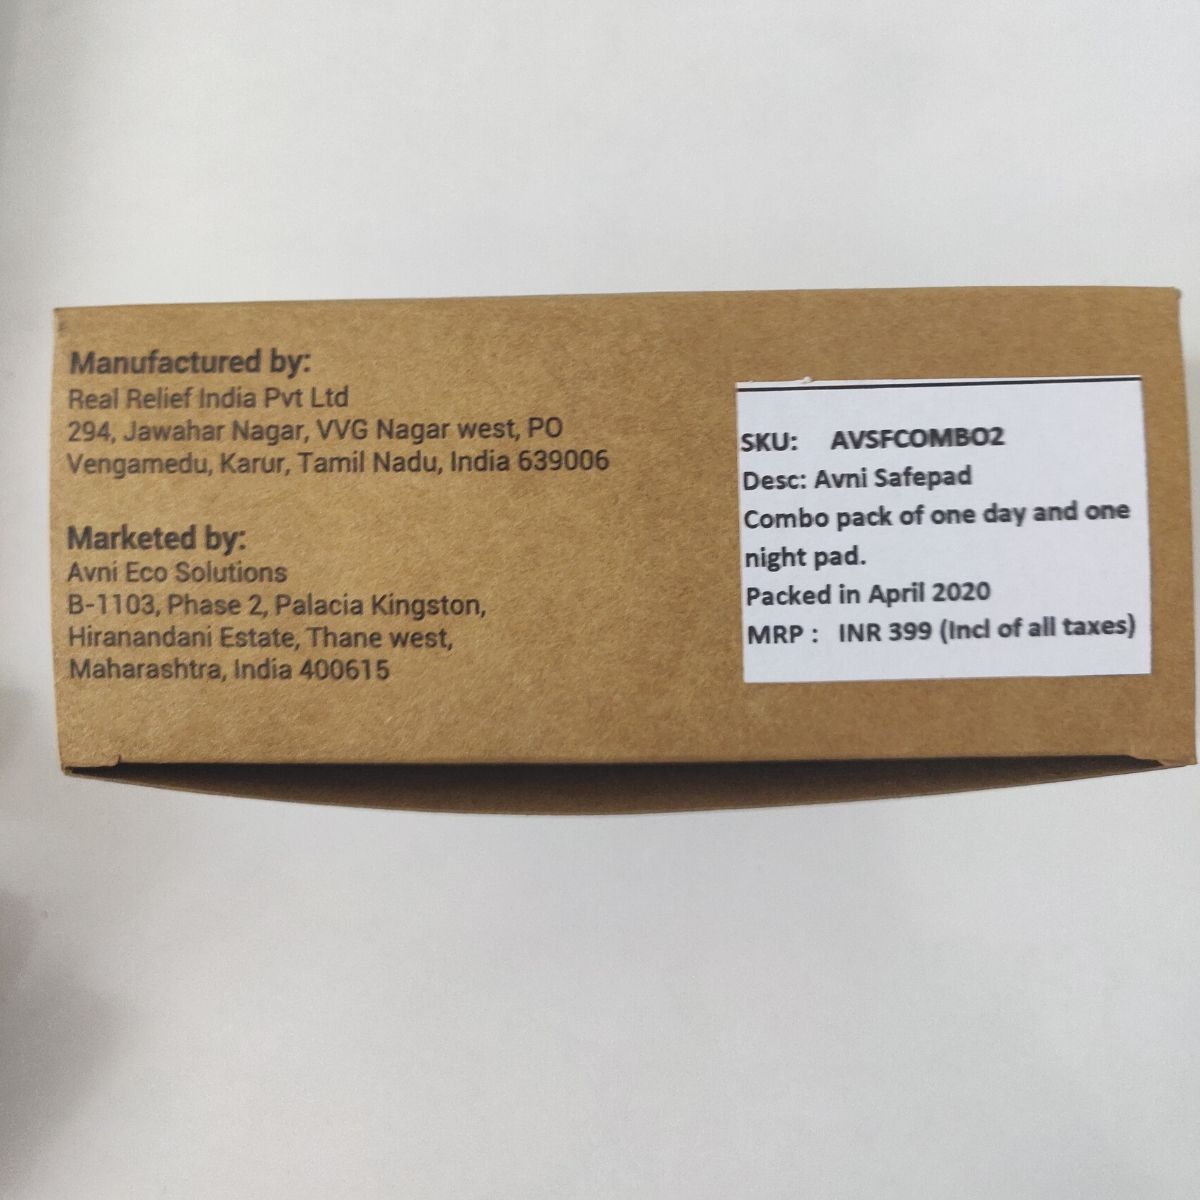 Manufactured by:
Real Relief India Pvt Ltd
294, Jawahar Nagar, VVG Nagar west, PO
Vengamedu, Karur, Tamil Nadu, India 639006
Marketed by:
Avni Eco Solutions
B-1103, Phase 2, Palacia Kingston,
Hiranandani Estate, Thane west,
Maharashtra, India 400615
SKU: AVSFCOMBO2
Desc: Avni Safepad
Combo pack of one day and one
night pad.
Packed in April 2020
MRP : INR 399 (Incl of all taxes)